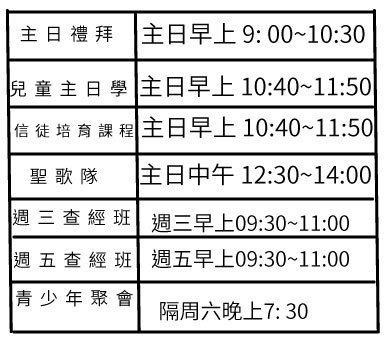 主日禮拜 主日早上 9: 00~10:30
兒童主日學 主日早上 10:40~11:50
信徒培育課程 主日早上 10:40~11:50
聖歌隊 主日中午 12:30~14:00
週三查經班 週三早上09:30~11:00
週五查經班 週五早上09:30~11:00
青少年聚會 隔周六晚上7: 30